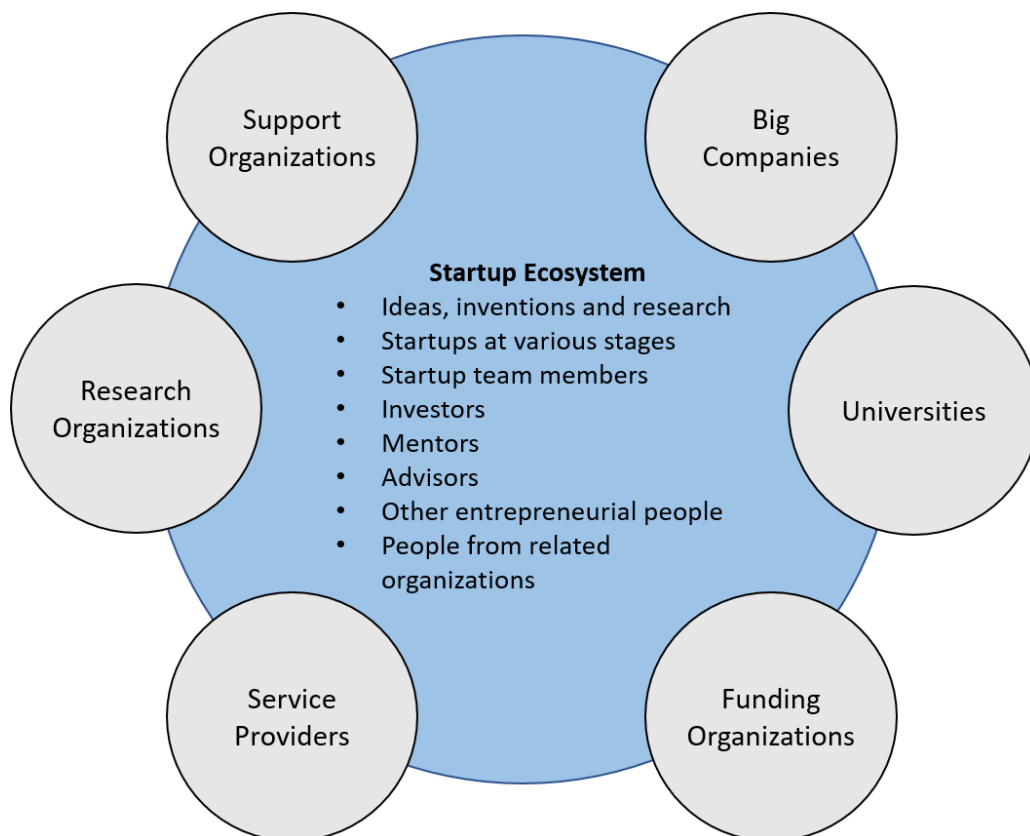 Support
Organizations
Big
Companies
Startup Ecosystem
• Ideas, inventions and research
• Startups at various stages
• Startup team members
• Investors
• Mentors
• Advisors
• Other entrepreneurial people
• People from related
organizations
Research
Organizations
Universities
Service
Providers
Funding
Organizations